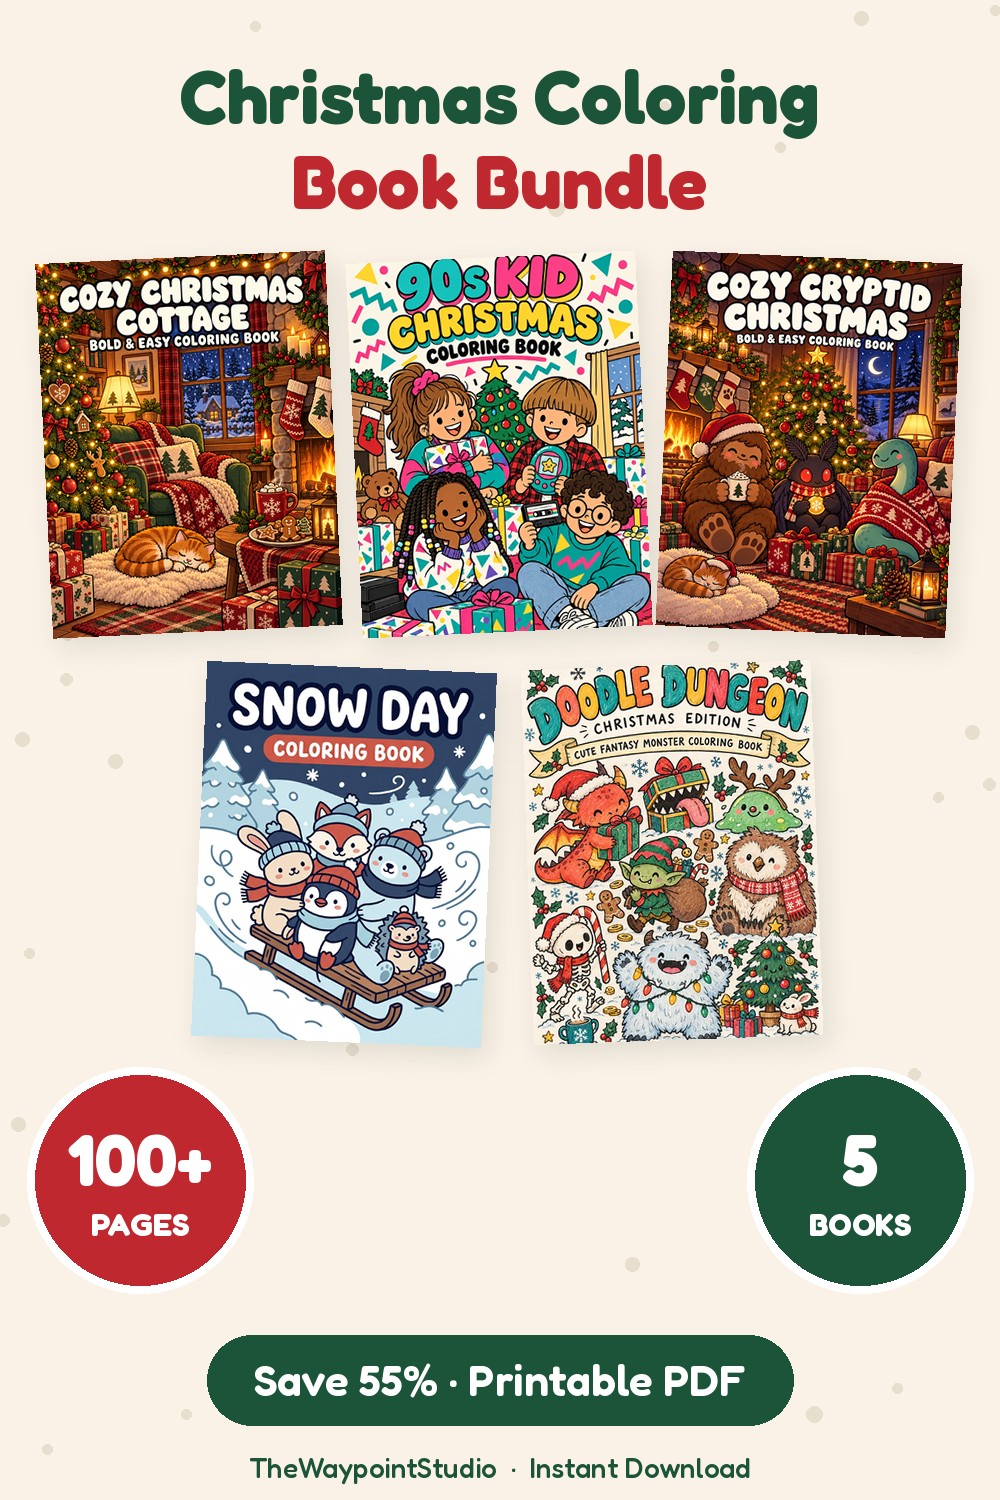 Christmas Coloring
Book Bundle
COZY CHRISTMAS
COTTAGE
BOLD & EASY COLORING BOOK
90s KID
CHRISTMAS
COLORING BOOK
COZY CRYPTID
CHRISTMAS
BOLD & EASY COLORING BOOK
SNOW DAY
COLORING BOOK
DOODLE DUNGEON
CHRISTMAS EDITION
CUTE FANTASY MONSTER COLORING BOOK
100+
PAGES
5
BOOKS
Save 55% · Printable PDF
TheWaypointStudio · Instant Download